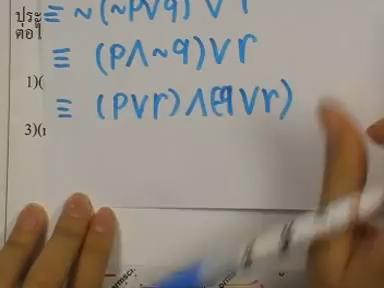 ประ
≡ ~(~p∨q) ∨ r
ต่อไ
≡ (p∧~q)∨r
1)(
≡ (p∨r)∧(~q∨r)
3)(